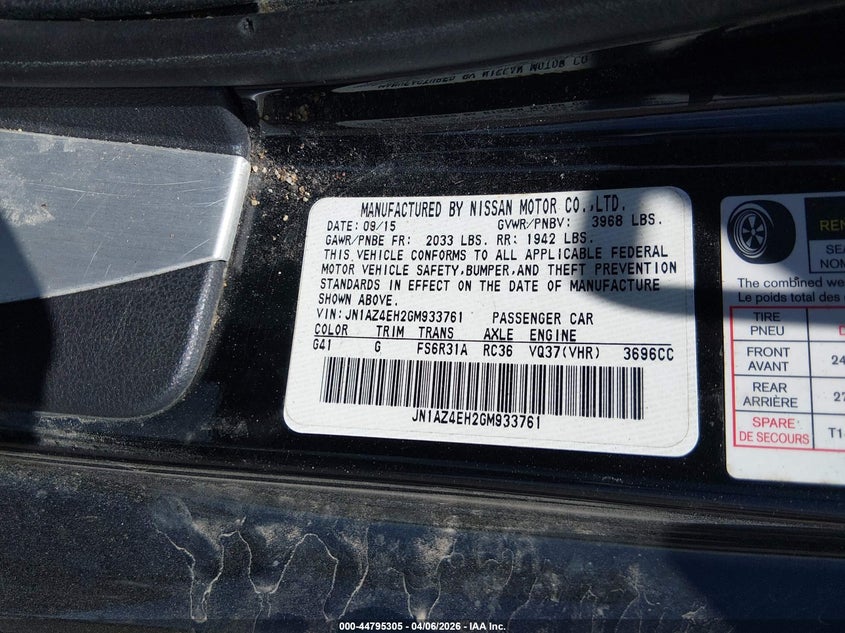 MANUFACTURED BY NISSAN MOTOR CO.,LTD.
DATE: 09/15 GVWR/PNBV: 3968 LBS.
GAWR/PNBE FR: 2033 LBS. RR: 1942 LBS.
THIS VEHICLE CONFORMS TO ALL APPLICABLE FEDERAL
MOTOR VEHICLE SAFETY,BUMPER,AND THEFT PREVENTION
STANDARDS IN EFFECT ON THE DATE OF MANUFACTURE
SHOWN ABOVE.
VIN: JN1AZ4EH2GM933761 PASSENGER CAR
COLOR TRIM TRANS AXLE ENGINE
G41 G FS6R31A RC36 VQ37(VHR) 3696CC
JN1AZ4EH2GM933761
The combined
Le poids total des
TIRE
PNEU
FRONT
AVANT
REAR
ARRIÈRE
SPARE
DE SECOURS
000-44795305 - 04/06/2026 - IAA Inc.